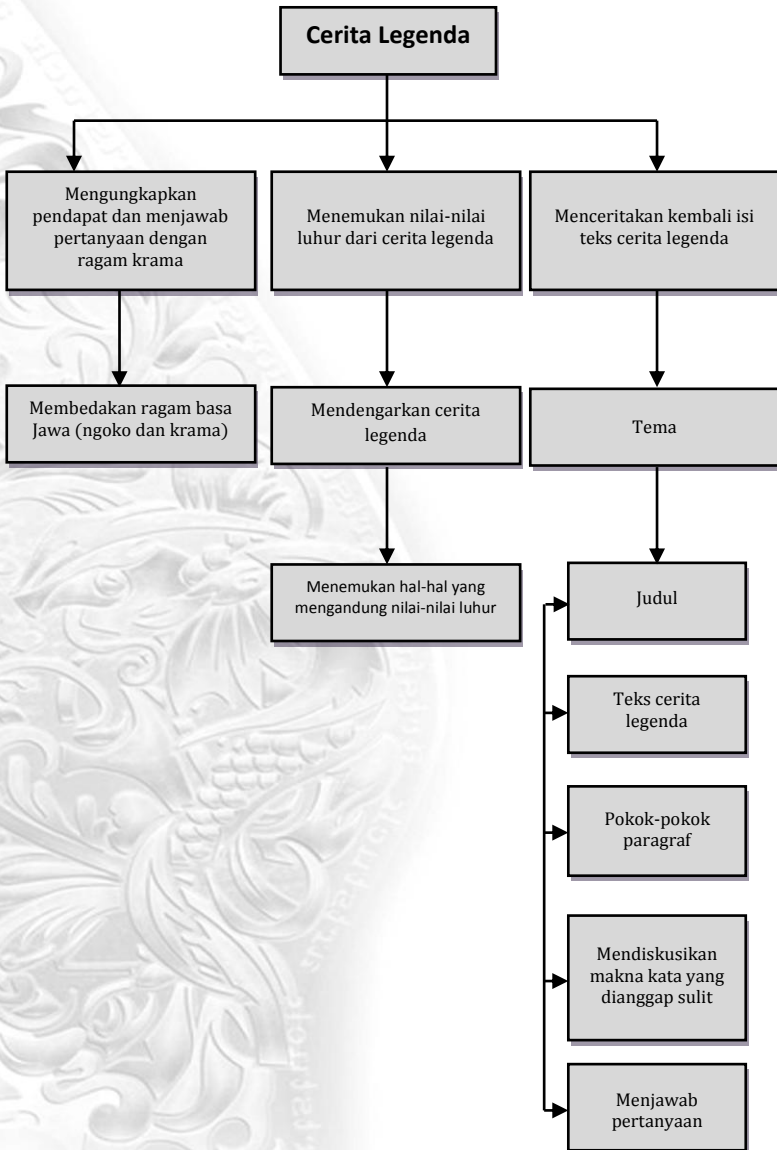 Cerita Legenda
Mengungkapkan
pendapat dan menjawab
pertanyaan dengan
ragam krama
Menemukan nilai-nilai
luhur dari cerita legenda
Menceritakan kembali isi
teks cerita legenda
Membedakan ragam basa
Jawa (ngoko dan krama)
Mendengarkan cerita
legenda
Tema
Menemukan hal-hal yang
mengandung nilai-nilai luhur
Judul
Teks cerita
legenda
Pokok-pokok
paragraf
Mendiskusikan
makna kata yang
dianggap sulit
Menjawab
pertanyaan